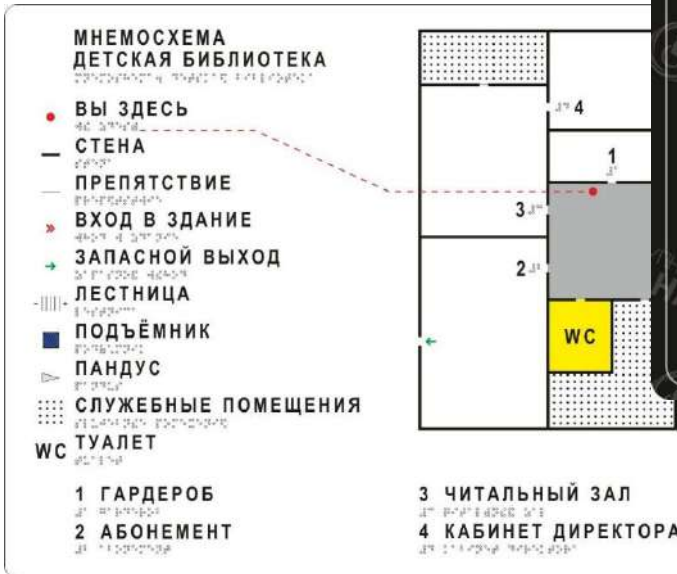 МНЕМОСХЕМА
ДЕТСКАЯ БИБЛИОТЕКА
ВЫ ЗДЕСЬ
СТЕНА
ПРЕПЯТСТВИЕ
ВХОД В ЗДАНИЕ
ЗАПАСНОЙ ВЫХОД
ЛЕСТНИЦА
ПОДЪЁМНИК
ПАНДУС
СЛУЖЕБНЫЕ ПОМЕЩЕНИЯ
WC ТУАЛЕТ
4
1
3
2
WC
1 ГАРДЕРОБ
2 АБОНЕМЕНТ
3 ЧИТАЛЬНЫЙ ЗАЛ
4 КАБИНЕТ ДИРЕКТОРА